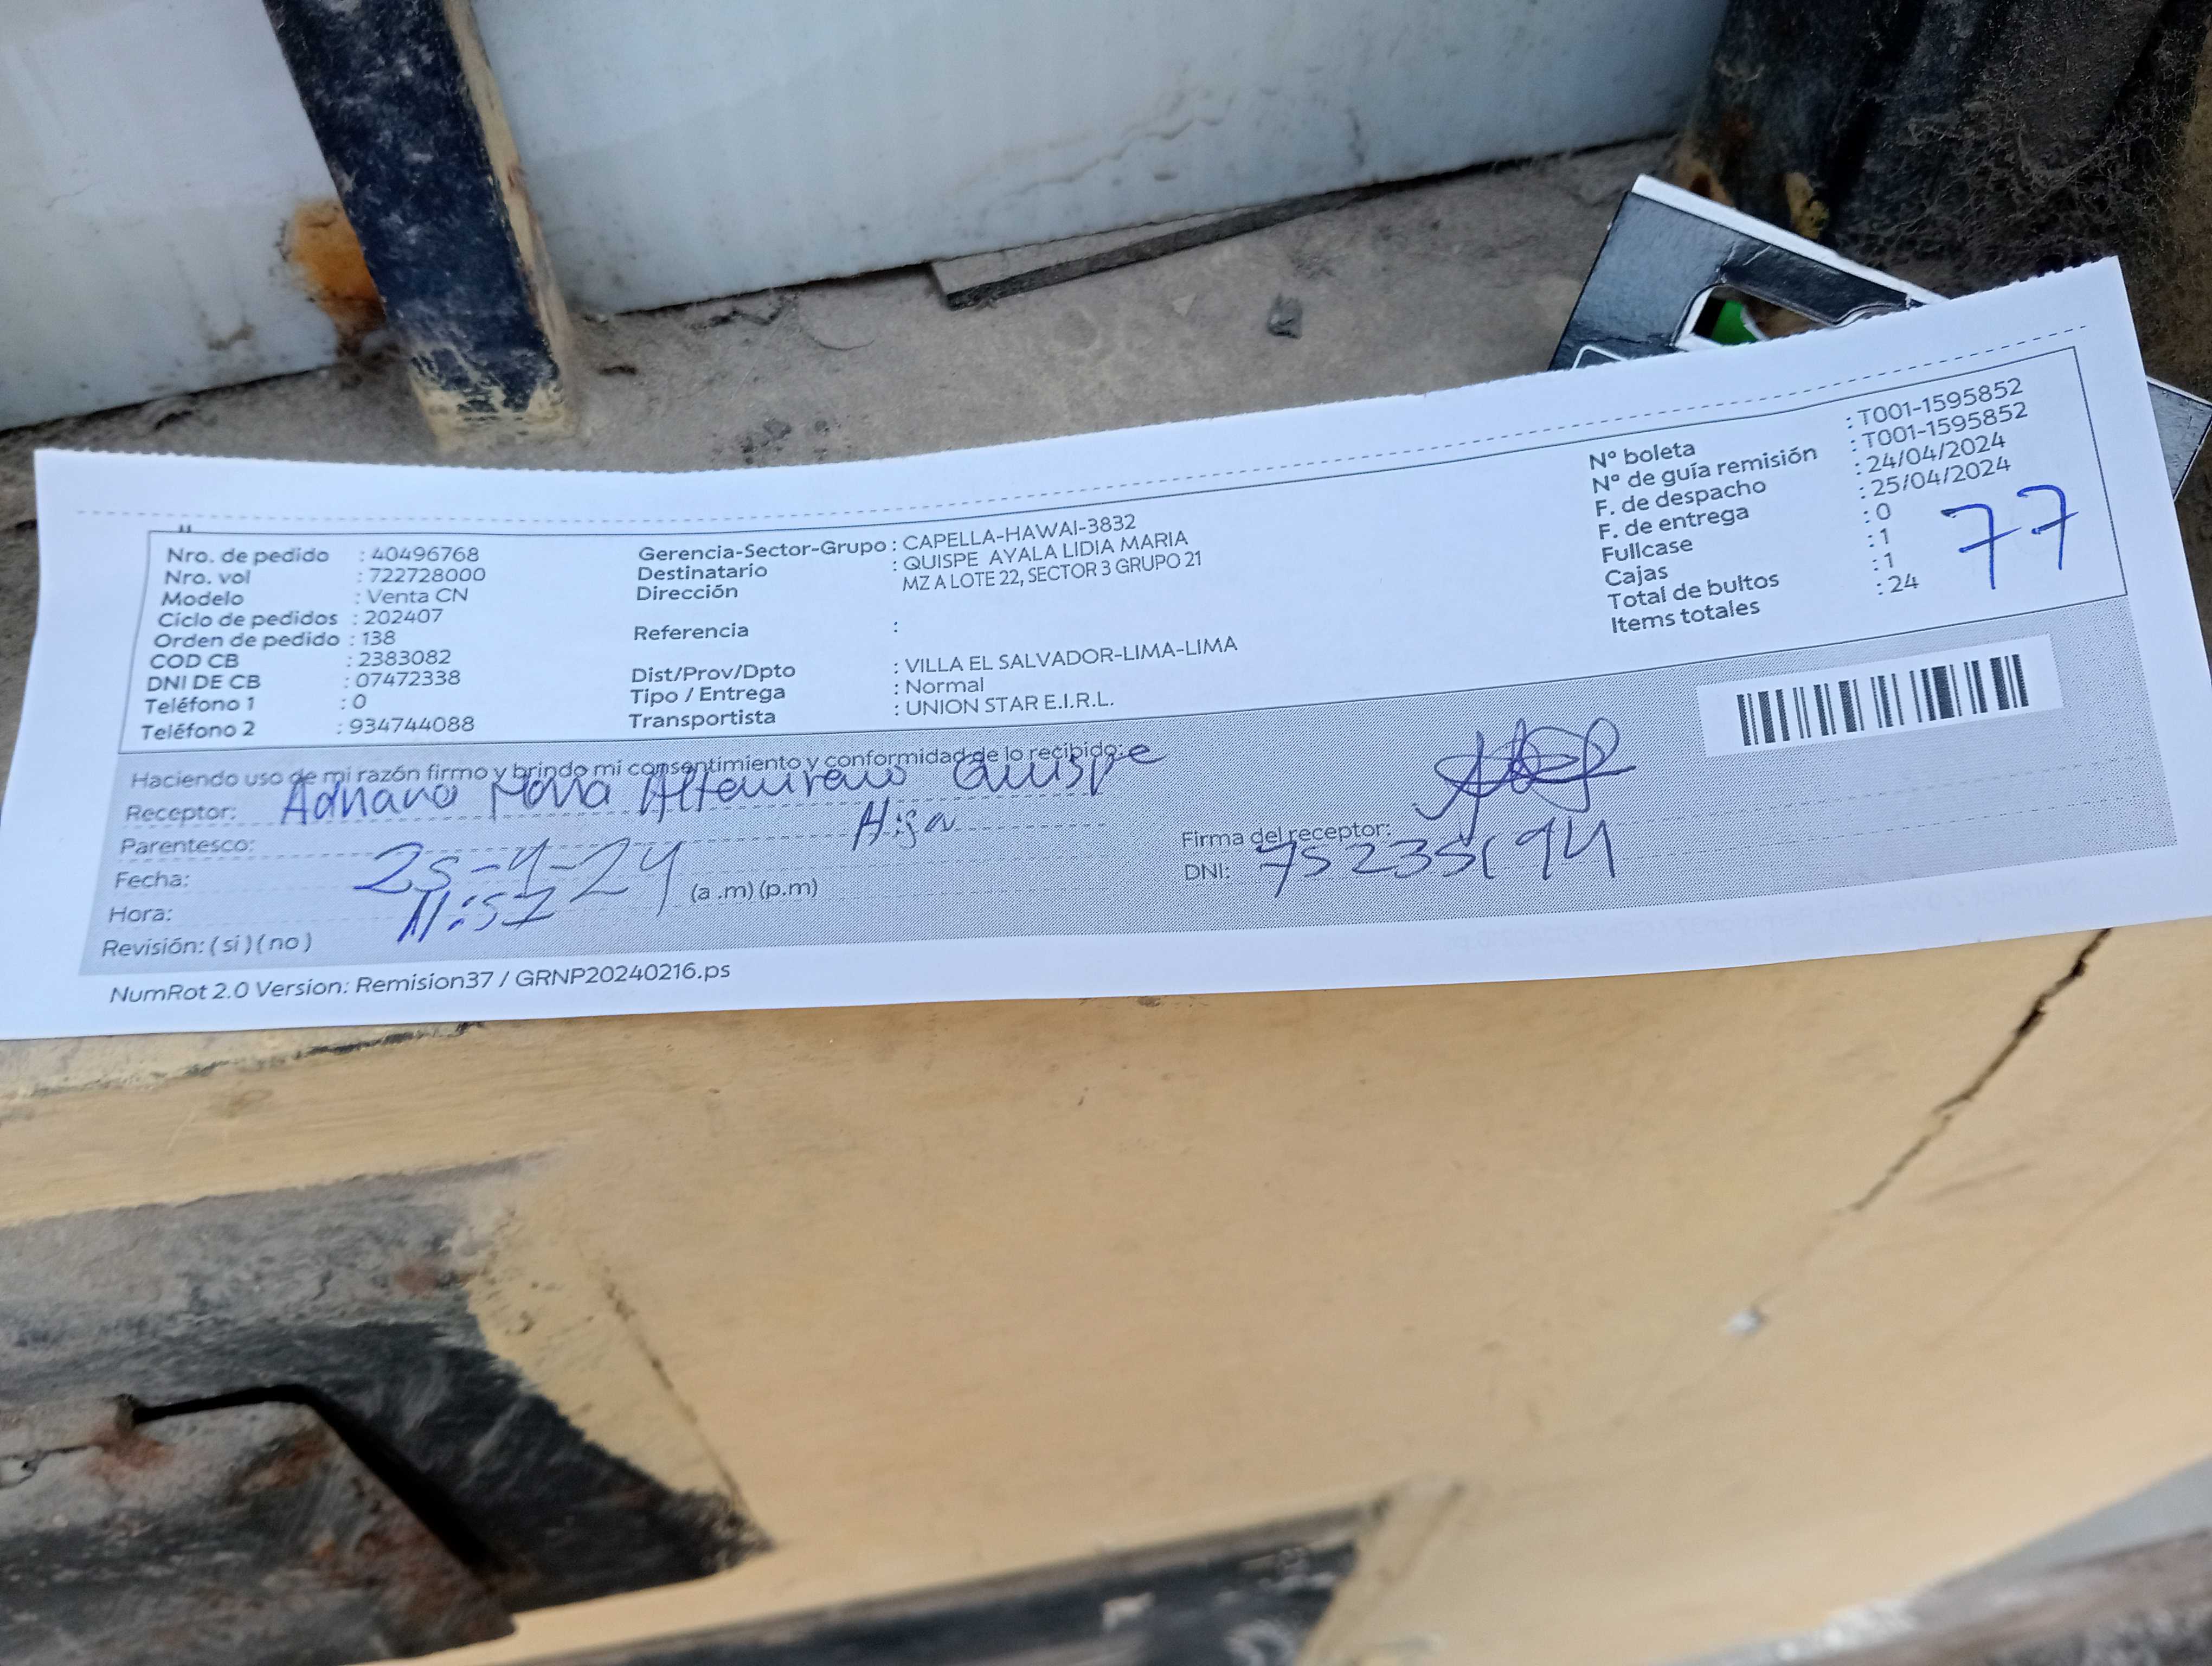 Nro. de pedido : 40496768
Nro. vol : 722728000
Modelo : Venta CN
Ciclo de pedidos : 202407
Orden de pedido : 138
COD CB : 2383082
DNI DE CB : 07472338
Teléfono 1 : 0
Teléfono 2 : 934744088
Gerencia-Sector-Grupo : CAPELLA-HAWAI-3832
Destinatario : QUISPE AYALA LIDIA MARIA
Dirección MZ A LOTE 22, SECTOR 3 GRUPO 21
Referencia :
Dist/Prov/Dpto : VILLA EL SALVADOR-LIMA-LIMA
Tipo / Entrega : Normal
Transportista : UNION STAR E.I.R.L.
Nº boleta : T001-1595852
Nº de guía remisión : T001-1595852
F. de despacho : 24/04/2024
F. de entrega : 25/04/2024
Fullcase : 0
Cajas : 1
Total de bultos : 1
Items totales : 24
77
Haciendo uso de mi razón firmo y brindo mi consentimiento y conformidad de lo recibido:
Receptor: Adriana Maria Altamirano Quispe
Parentesco: Hija
Fecha: 25-4-24
Hora: 11:57 (a .m) (p.m)
Revisión: ( si ) ( no )
Firma del receptor:
DNI: 75235194
NumRot 2.0 Version: Remision37 / GRNP20240216.ps